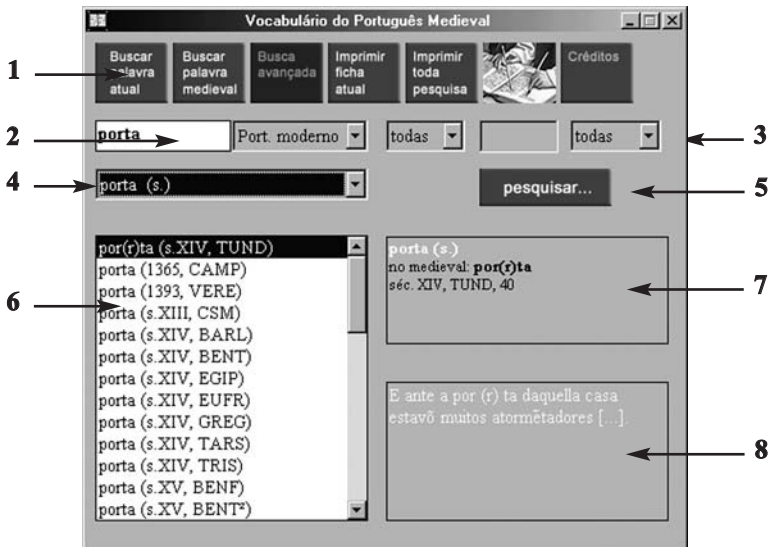 Vocabulário do Português Medieval
Buscar palavra atual
Buscar palavra medieval
Busca avançada
Imprimir ficha atual
Imprimir toda pesquisa
Créditos
1
2
porta
Port. moderno
todas
todas
3
4
porta (s.)
pesquisar...
5
por(r)ta (s.XIV, TUND)
porta (1365, CAMP)
porta (1393, VERE)
porta (s.XIII, CSM)
porta (s.XIV, BARL)
porta (s.XIV, BENT)
porta (s.XIV, EGIP)
porta (s.XIV, EUFR)
porta (s.XIV, GREG)
porta (s.XIV, TARS)
porta (s.XIV, TRIS)
porta (s.XV, BENF)
porta (s.XV, BENT²)
6
porta (s.)
no medieval: por(r)ta
séc. XIV, TUND, 40
7
E ante a por (r) ta daquella casa
estavõ muitos atormẽtadores [...].
8